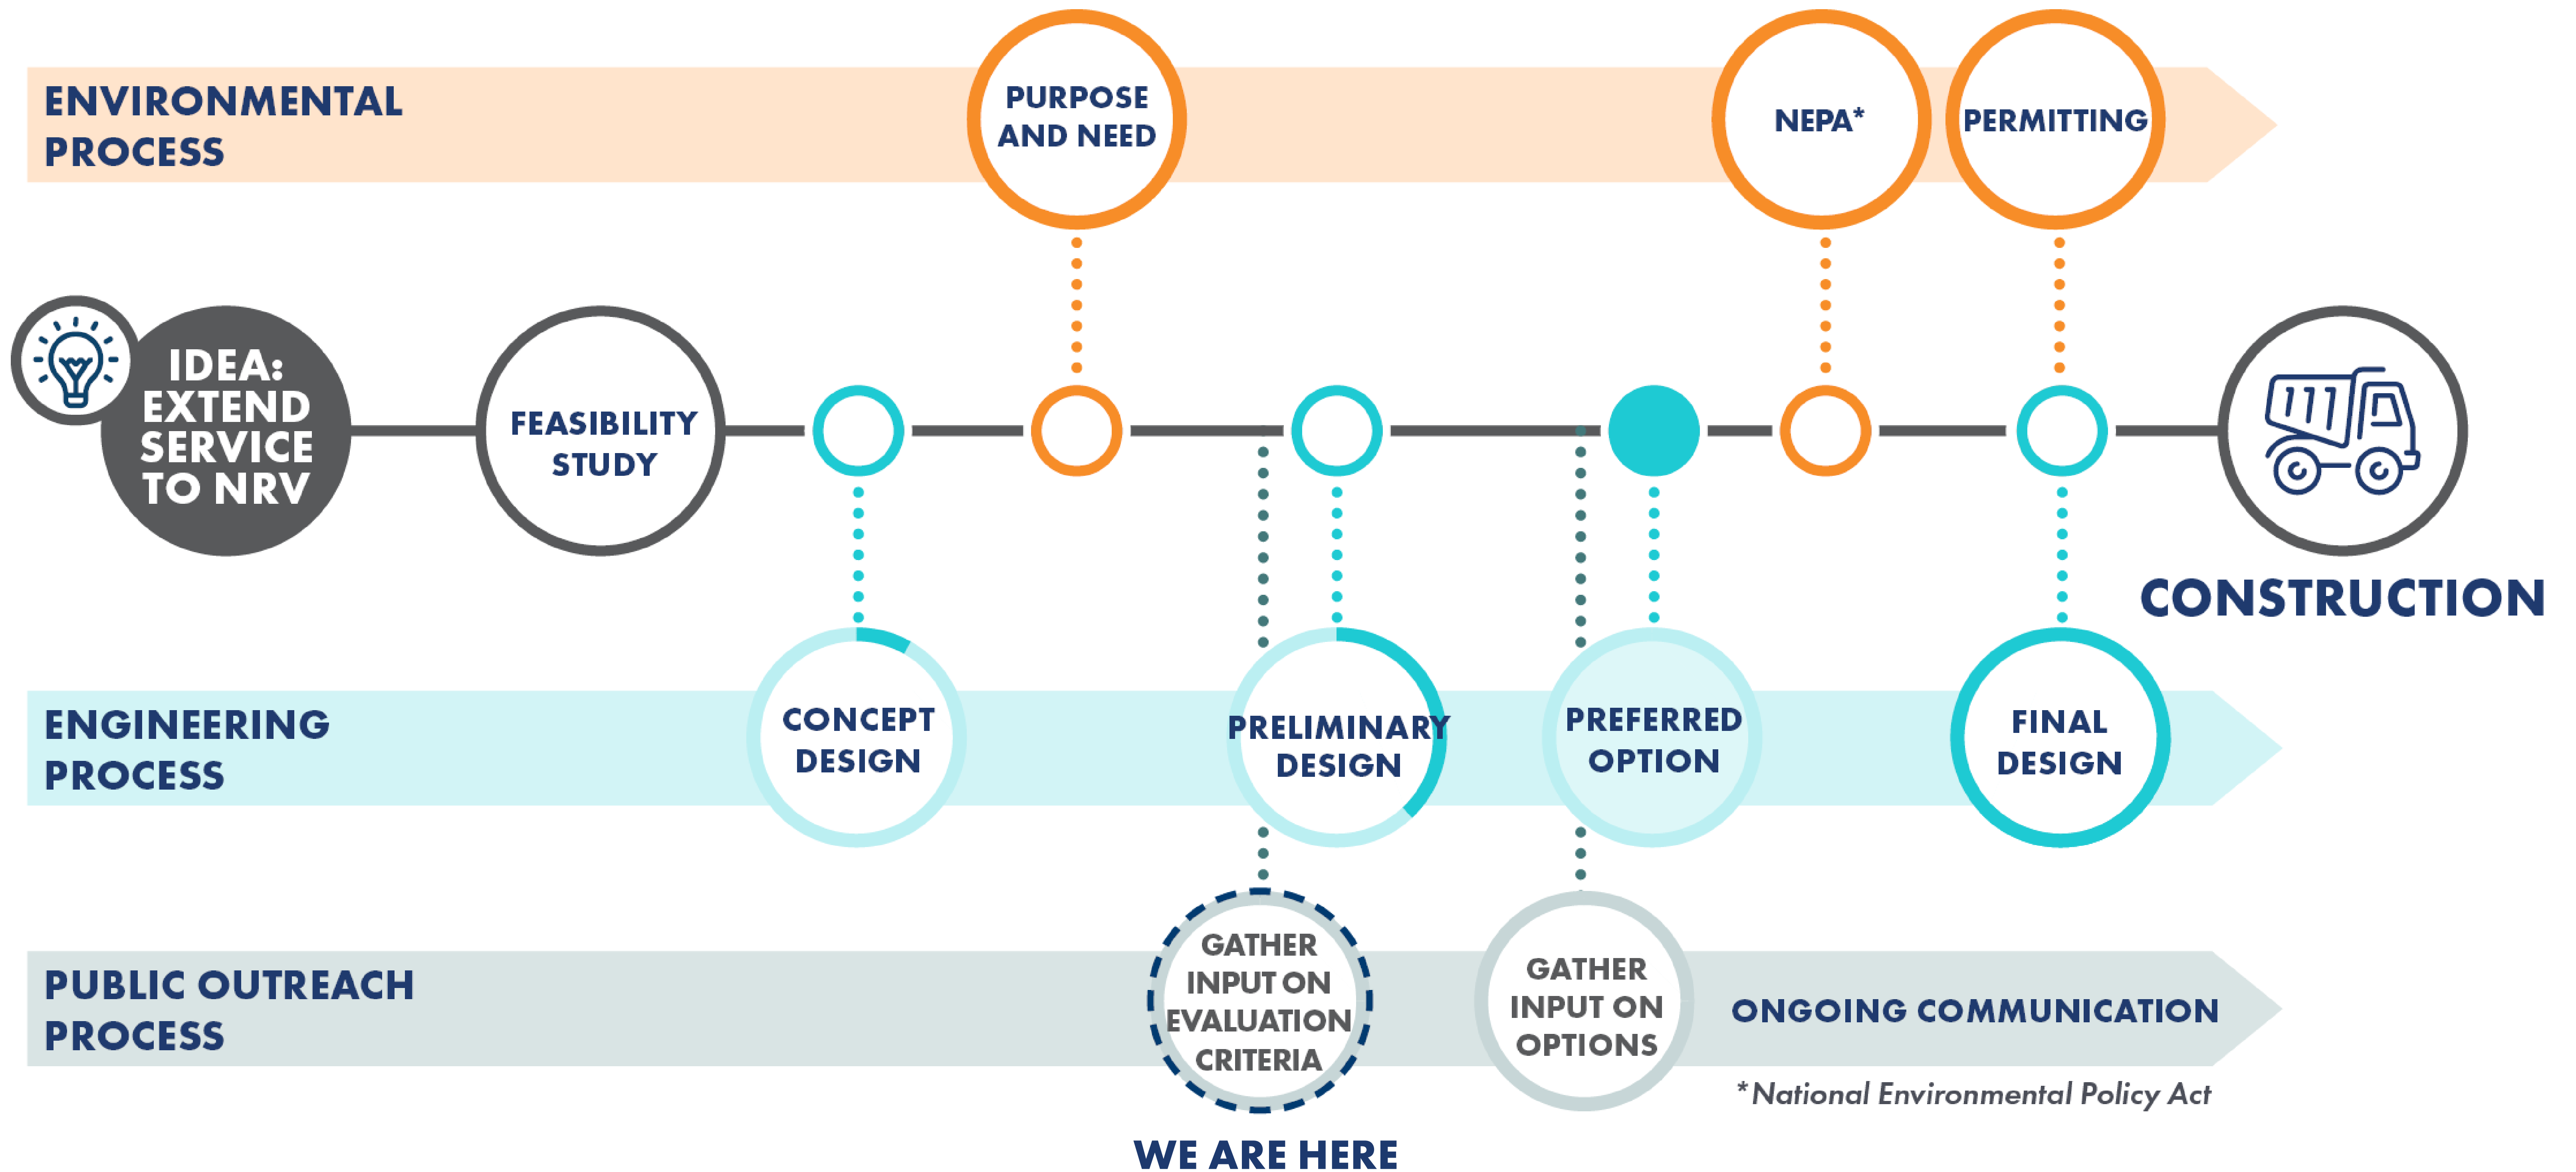 ENVIRONMENTAL
PROCESS
PURPOSE
AND NEED
NEPA*
PERMITTING
IDEA:
EXTEND
SERVICE
TO NRV
FEASIBILITY
STUDY
CONSTRUCTION
ENGINEERING
PROCESS
CONCEPT
DESIGN
PRELIMINARY
DESIGN
PREFERRED
OPTION
FINAL
DESIGN
PUBLIC OUTREACH
PROCESS
GATHER
INPUT ON
EVALUATION
CRITERIA
GATHER
INPUT ON
OPTIONS
ONGOING COMMUNICATION
*National Environmental Policy Act
WE ARE HERE